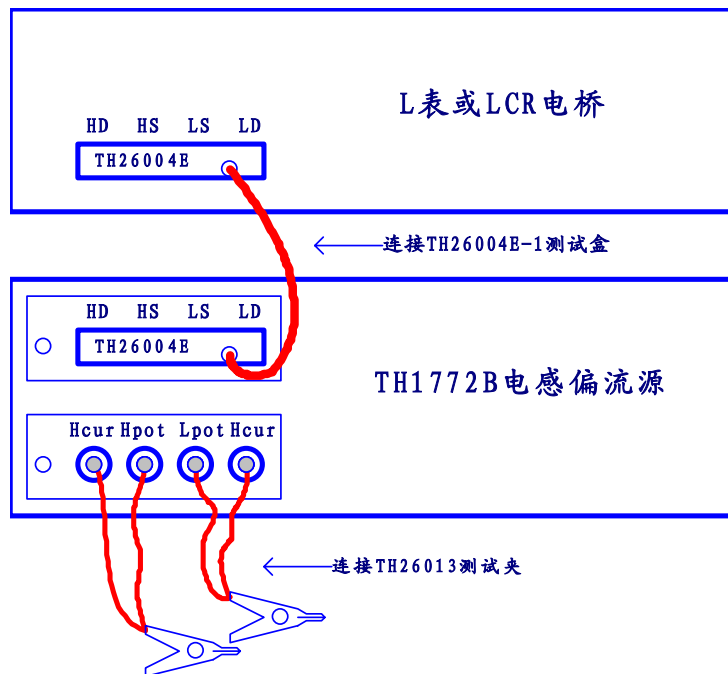 L表或LCR电桥
HD HS LS LD
TH26004E
连接TH26004E-1测试盒
HD HS LS LD
TH26004E
TH1772B电感偏流源
Hcur Hpot Lpot Hcur
连接TH26013测试夹